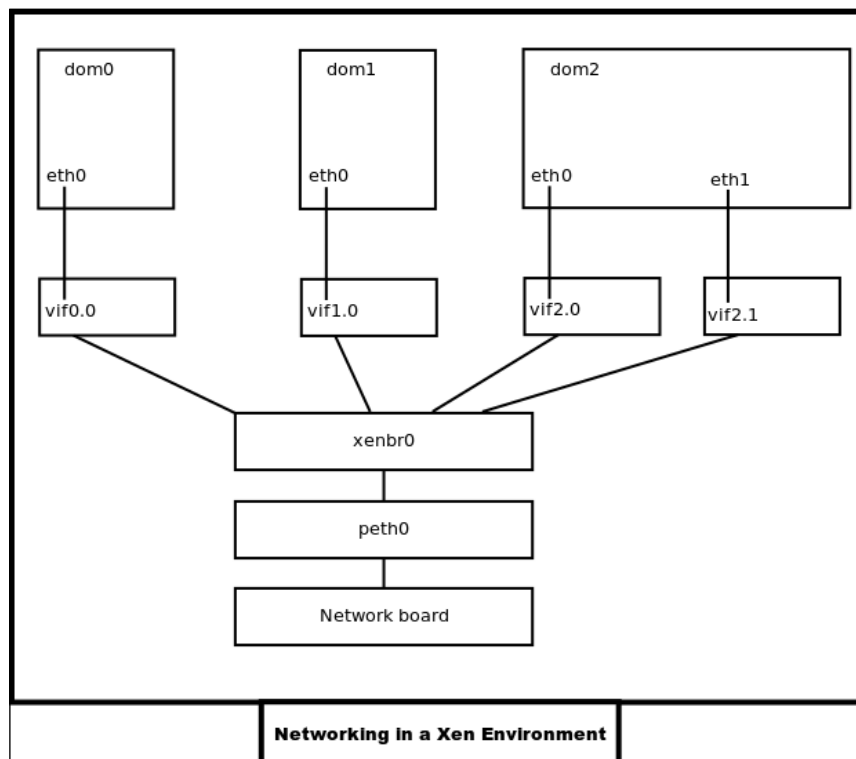 dom0
dom1
dom2
eth0
eth0
eth0
eth1
vif0.0
vif1.0
vif2.0
vif2.1
xenbr0
peth0
Network board
Networking in a Xen Environment